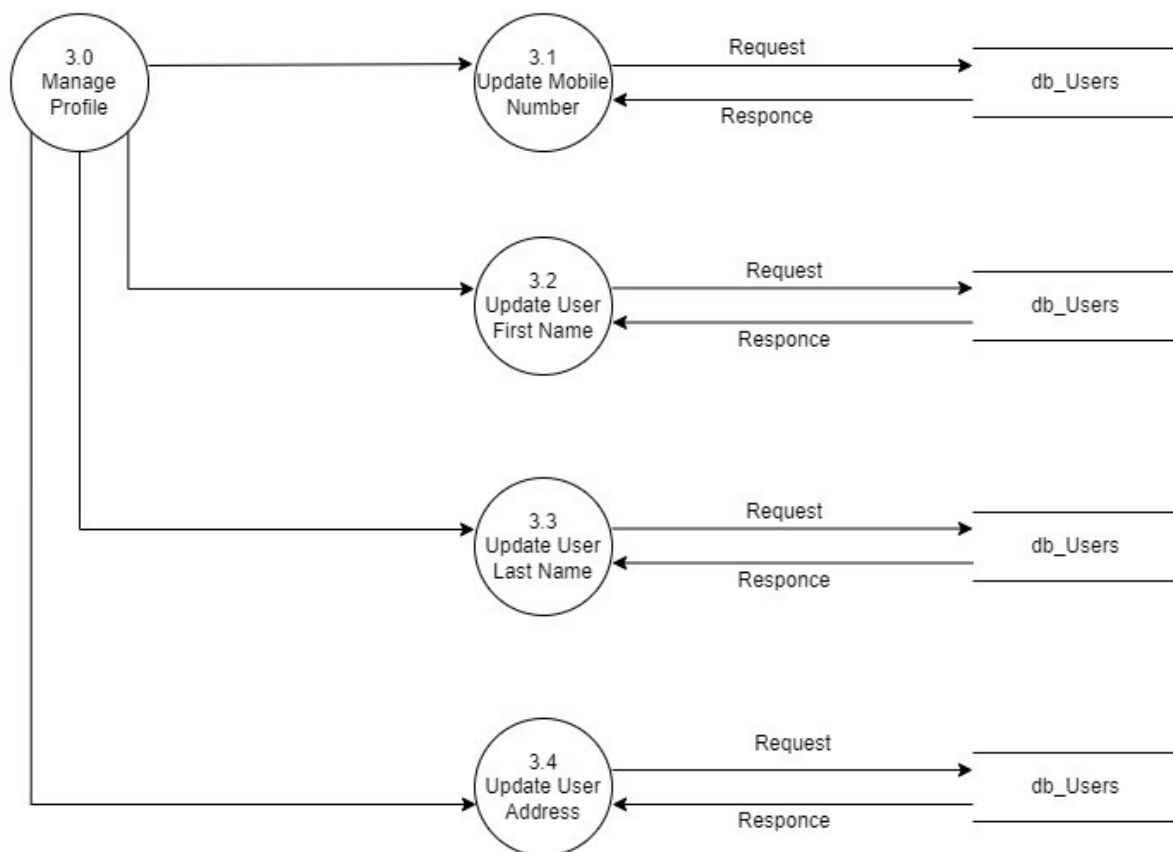 3.0
Manage
Profile
3.1
Update Mobile
Number
Request
Responce
db_Users
3.2
Update User
First Name
Request
Responce
db_Users
3.3
Update User
Last Name
Request
Responce
db_Users
3.4
Update User
Address
Request
Responce
db_Users